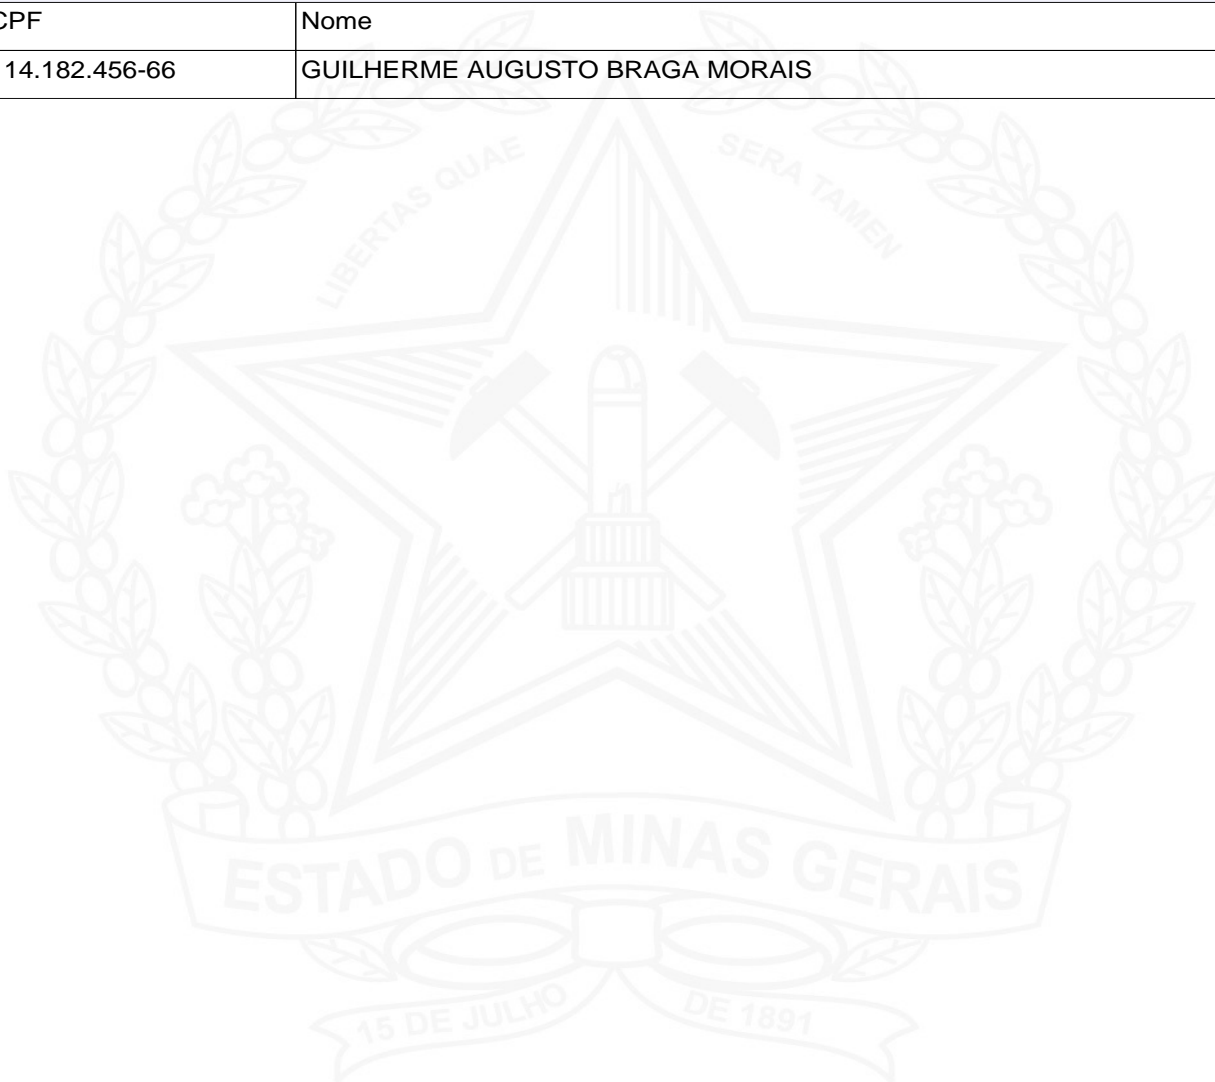 CPF Nome
14.182.456-66 GUILHERME AUGUSTO BRAGA MORAIS
LIBERTAS QUAE SERA TAMEN
ESTADO DE MINAS GERAIS
15 DE JULHO DE 1891